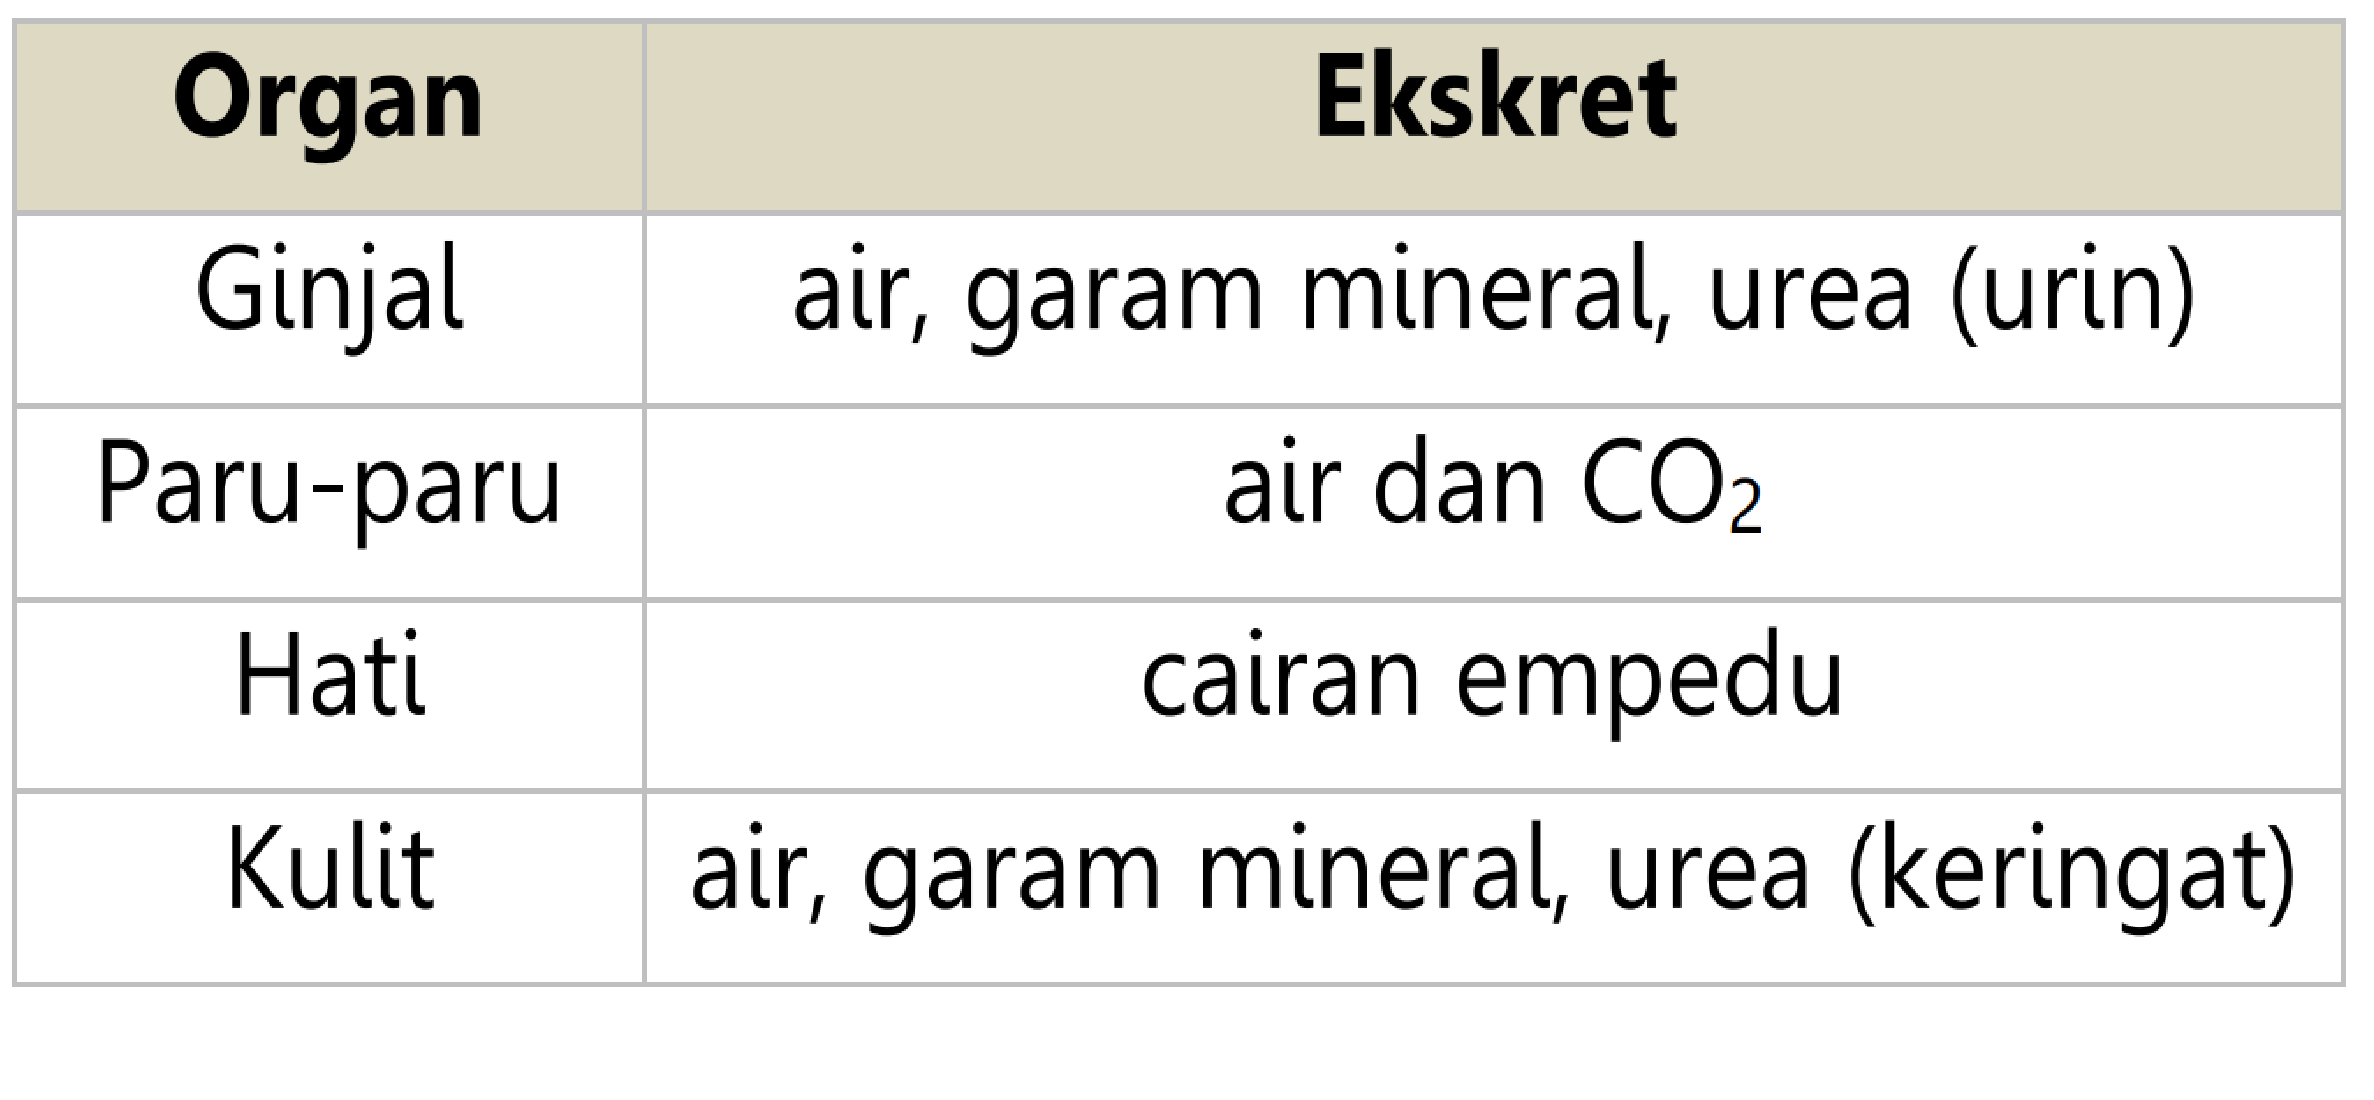 Organ Ekskret
Ginjal air, garam mineral, urea (urin)
Paru-paru air dan CO₂
Hati cairan empedu
Kulit air, garam mineral, urea (keringat)